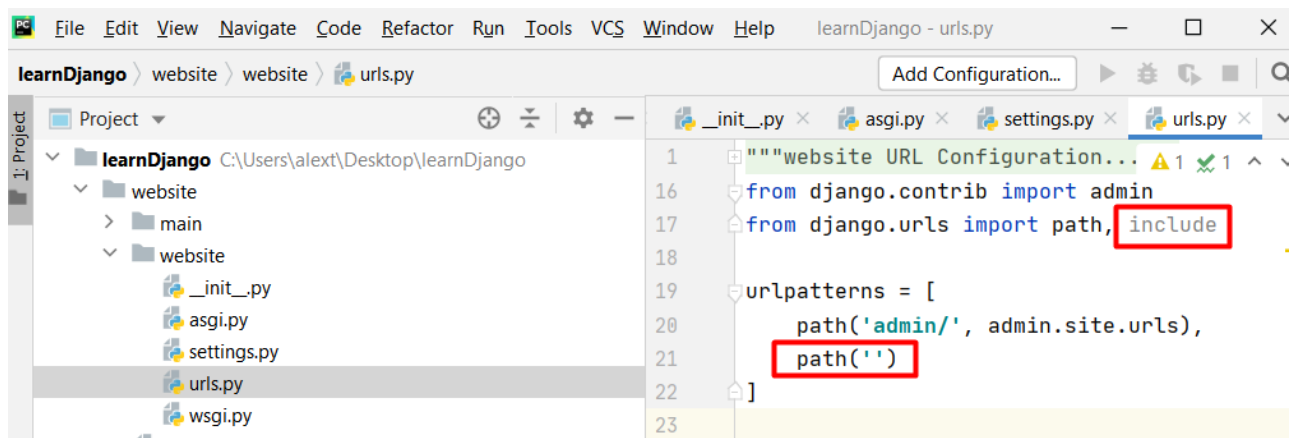 PC
File Edit View Navigate Code Refactor Run Tools VCS Window Help learnDjango - urls.py
learnDjango website website urls.py Add Configuration...
1: Project
Project
learnDjango C:\Users\alext\Desktop\learnDjango
website
main
website
__init__.py
asgi.py
settings.py
urls.py
wsgi.py
__init__.py asgi.py settings.py urls.py
1 """website URL Configuration... 1 1
16 from django.contrib import admin
17 from django.urls import path, include
18
19 urlpatterns = [
20 path('admin/', admin.site.urls),
21 path('')
22 ]
23